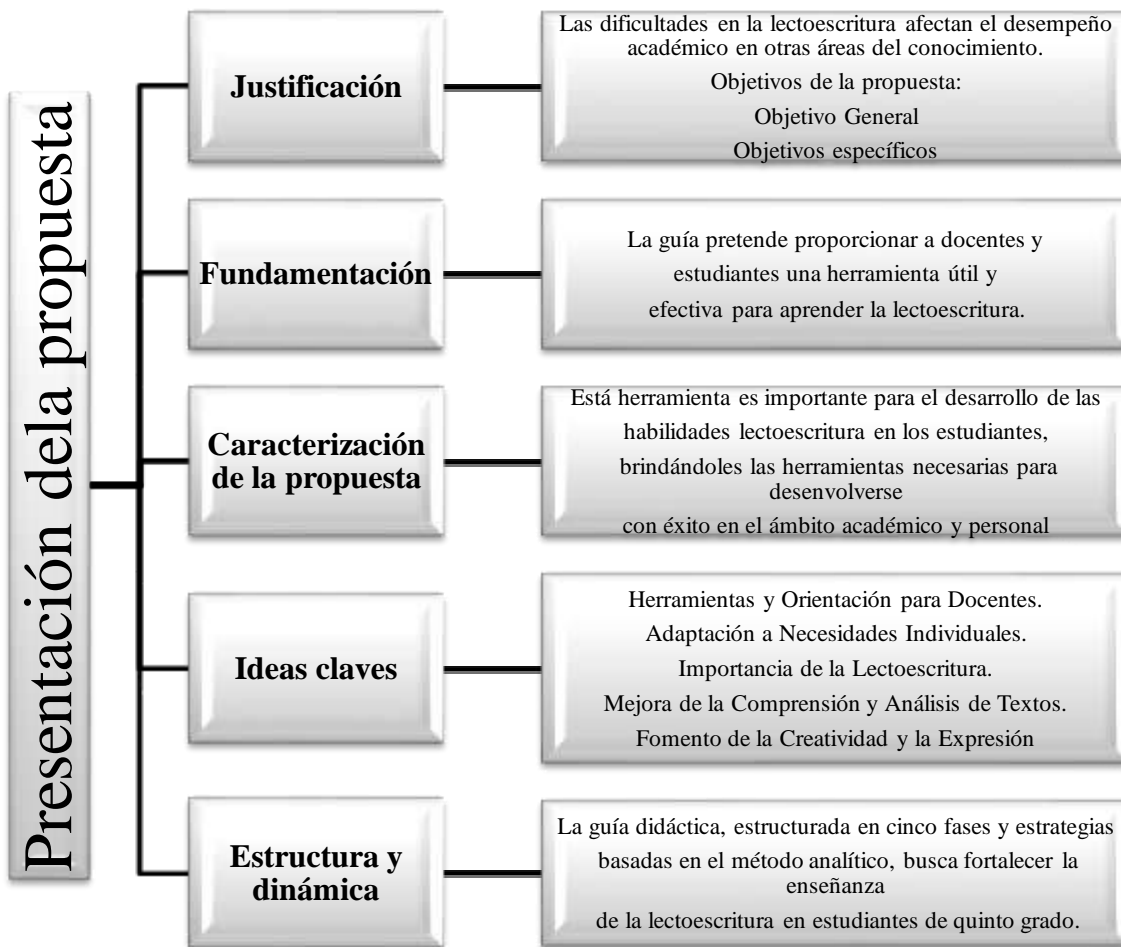 Presentación dela propuesta
Justificación
Las dificultades en la lectoescritura afectan el desempeño
académico en otras áreas del conocimiento.
Objetivos de la propuesta:
Objetivo General
Objetivos específicos
Fundamentación
La guía pretende proporcionar a docentes y
estudiantes una herramienta útil y
efectiva para aprender la lectoescritura.
Caracterización
de la propuesta
Está herramienta es importante para el desarrollo de las
habilidades lectoescritura en los estudiantes,
brindándoles las herramientas necesarias para
desenvolverse
con éxito en el ámbito académico y personal
Ideas claves
Herramientas y Orientación para Docentes.
Adaptación a Necesidades Individuales.
Importancia de la Lectoescritura.
Mejora de la Comprensión y Análisis de Textos.
Fomento de la Creatividad y la Expresión
Estructura y
dinámica
La guía didáctica, estructurada en cinco fases y estrategias
basadas en el método analítico, busca fortalecer la
enseñanza
de la lectoescritura en estudiantes de quinto grado.